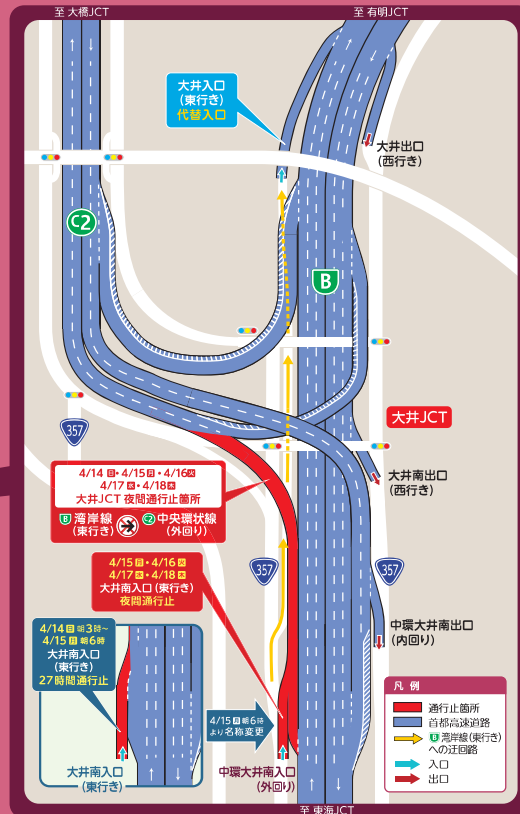 至 大橋JCT
至 有明JCT
大井入口
(東行き)
代替入口
大井出口
(西行き)
C2
B
大井JCT
357
4/14 日・4/15 月・4/16 火
4/17 水・4/18 木
大井JCT 夜間通行止箇所
B 湾岸線
(東行き)
C2 中央環状線
(外回り)
大井南出口
(西行き)
4/15 月・4/16 火
4/17 水・4/18 木
大井南入口(東行き)
夜間通行止
357
357
中環大井南出口
(内回り)
4/14 日 朝3時~
4/15 月 朝6時
大井南入口
(東行き)
27時間通行止
4/15 月 朝6時
より名称変更
大井南入口
(東行き)
中環大井南入口
(外回り)
凡 例
通行止箇所
首都高速道路
B 湾岸線(東行き)
への迂回路
入口
出口
至 東海JCT